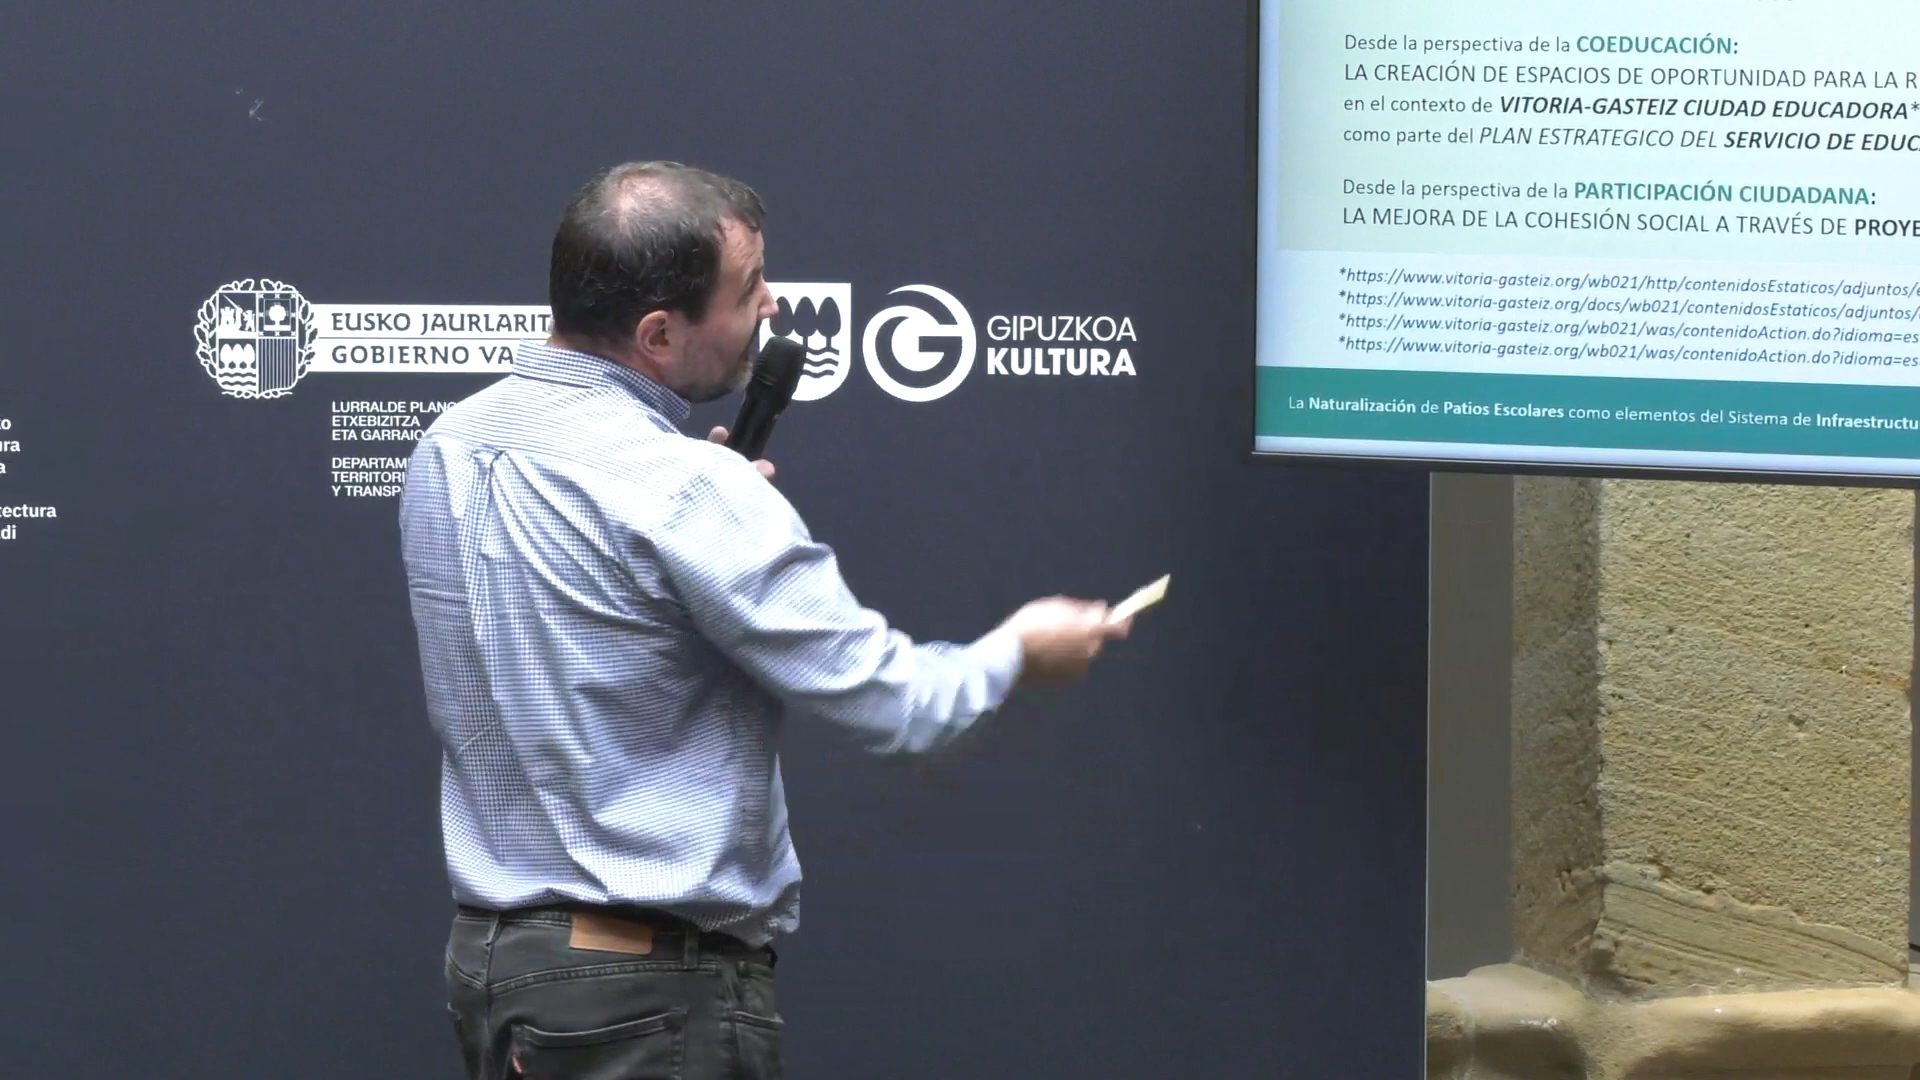 to
ura
a
tectura
di
EUSKO JAURLARIT
GOBIERNO VA
LURRALDE PLANG
ETXEBIZITZA
ETA GARRAIO
DEPARTAM
TERRITORI
Y TRANSP
GIPUZKOA
KULTURA
Desde la perspectiva de la COEDUCACIÓN:
LA CREACIÓN DE ESPACIOS DE OPORTUNIDAD PARA LA R
en el contexto de VITORIA-GASTEIZ CIUDAD EDUCADORA*
como parte del PLAN ESTRATEGICO DEL SERVICIO DE EDUC
Desde la perspectiva de la PARTICIPACIÓN CIUDADANA:
LA MEJORA DE LA COHESIÓN SOCIAL A TRAVÉS DE PROYE
*https://www.vitoria-gasteiz.org/wb021/http/contenidosEstaticos/adjuntos/e
*https://www.vitoria-gasteiz.org/docs/wb021/contenidosEstaticos/adjuntos/
*https://www.vitoria-gasteiz.org/wb021/was/contenidoAction.do?idioma=es
*https://www.vitoria-gasteiz.org/wb021/was/contenidoAction.do?idioma=es
La Naturalización de Patios Escolares como elementos del Sistema de Infraestructu